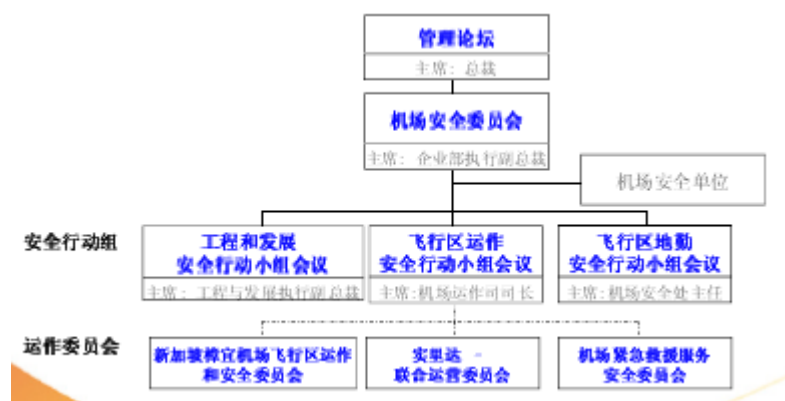 管理论坛
主席: 总裁
机场安全委员会
主席: 企业部执行副总裁
机场安全单位
安全行动组
工程和发展
安全行动小组会议
主席: 工程与发展执行副总裁
飞行区运作
安全行动小组会议
主席:机场运作司司长
飞行区地勤
安全行动小组会议
主席:机场安全处主任
运作委员会
新加坡樟宜机场飞行区运作
和安全委员会
实里达 -
联合运营委员会
机场紧急救援服务
安全委员会